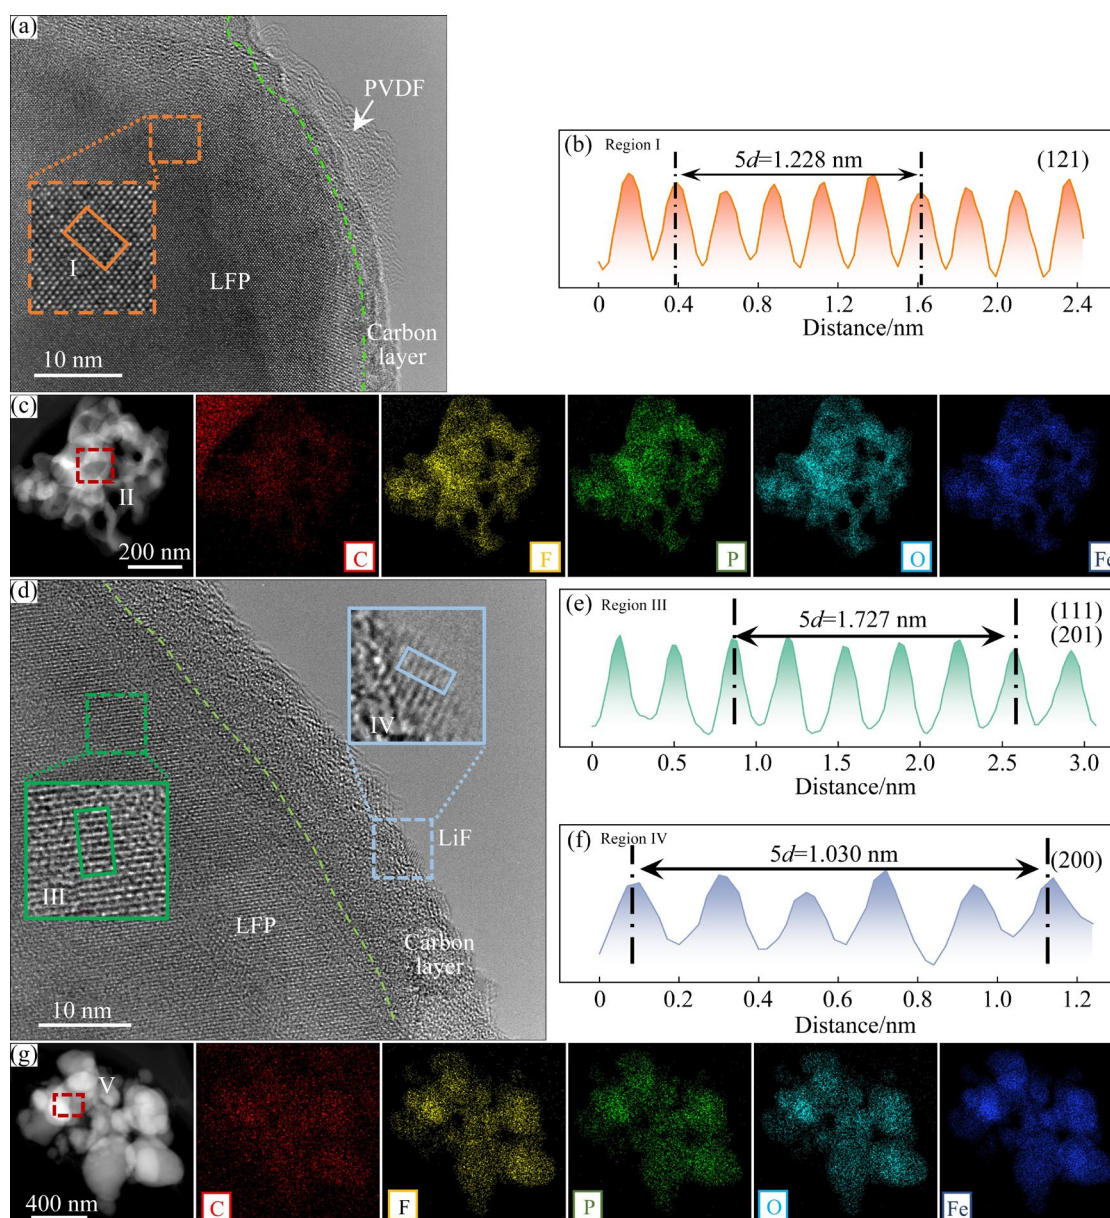 (a)
PVDF
I
LFP
Carbon
layer
10 nm
(b) Region I
5d=1.228 nm
(121)
0 0.4 0.8 1.2 1.6 2.0 2.4
Distance/nm
(c)
II
200 nm
C
F
P
O
Fe
(d)
IV
LiF
III
LFP
Carbon
layer
10 nm
(e) Region III
5d=1.727 nm
(111)
(201)
0 0.5 1.0 1.5 2.0 2.5 3.0
Distance/nm
(f) Region IV
5d=1.030 nm
(200)
0 0.2 0.4 0.6 0.8 1.0 1.2
Distance/nm
(g)
V
400 nm
C
F
P
O
Fe